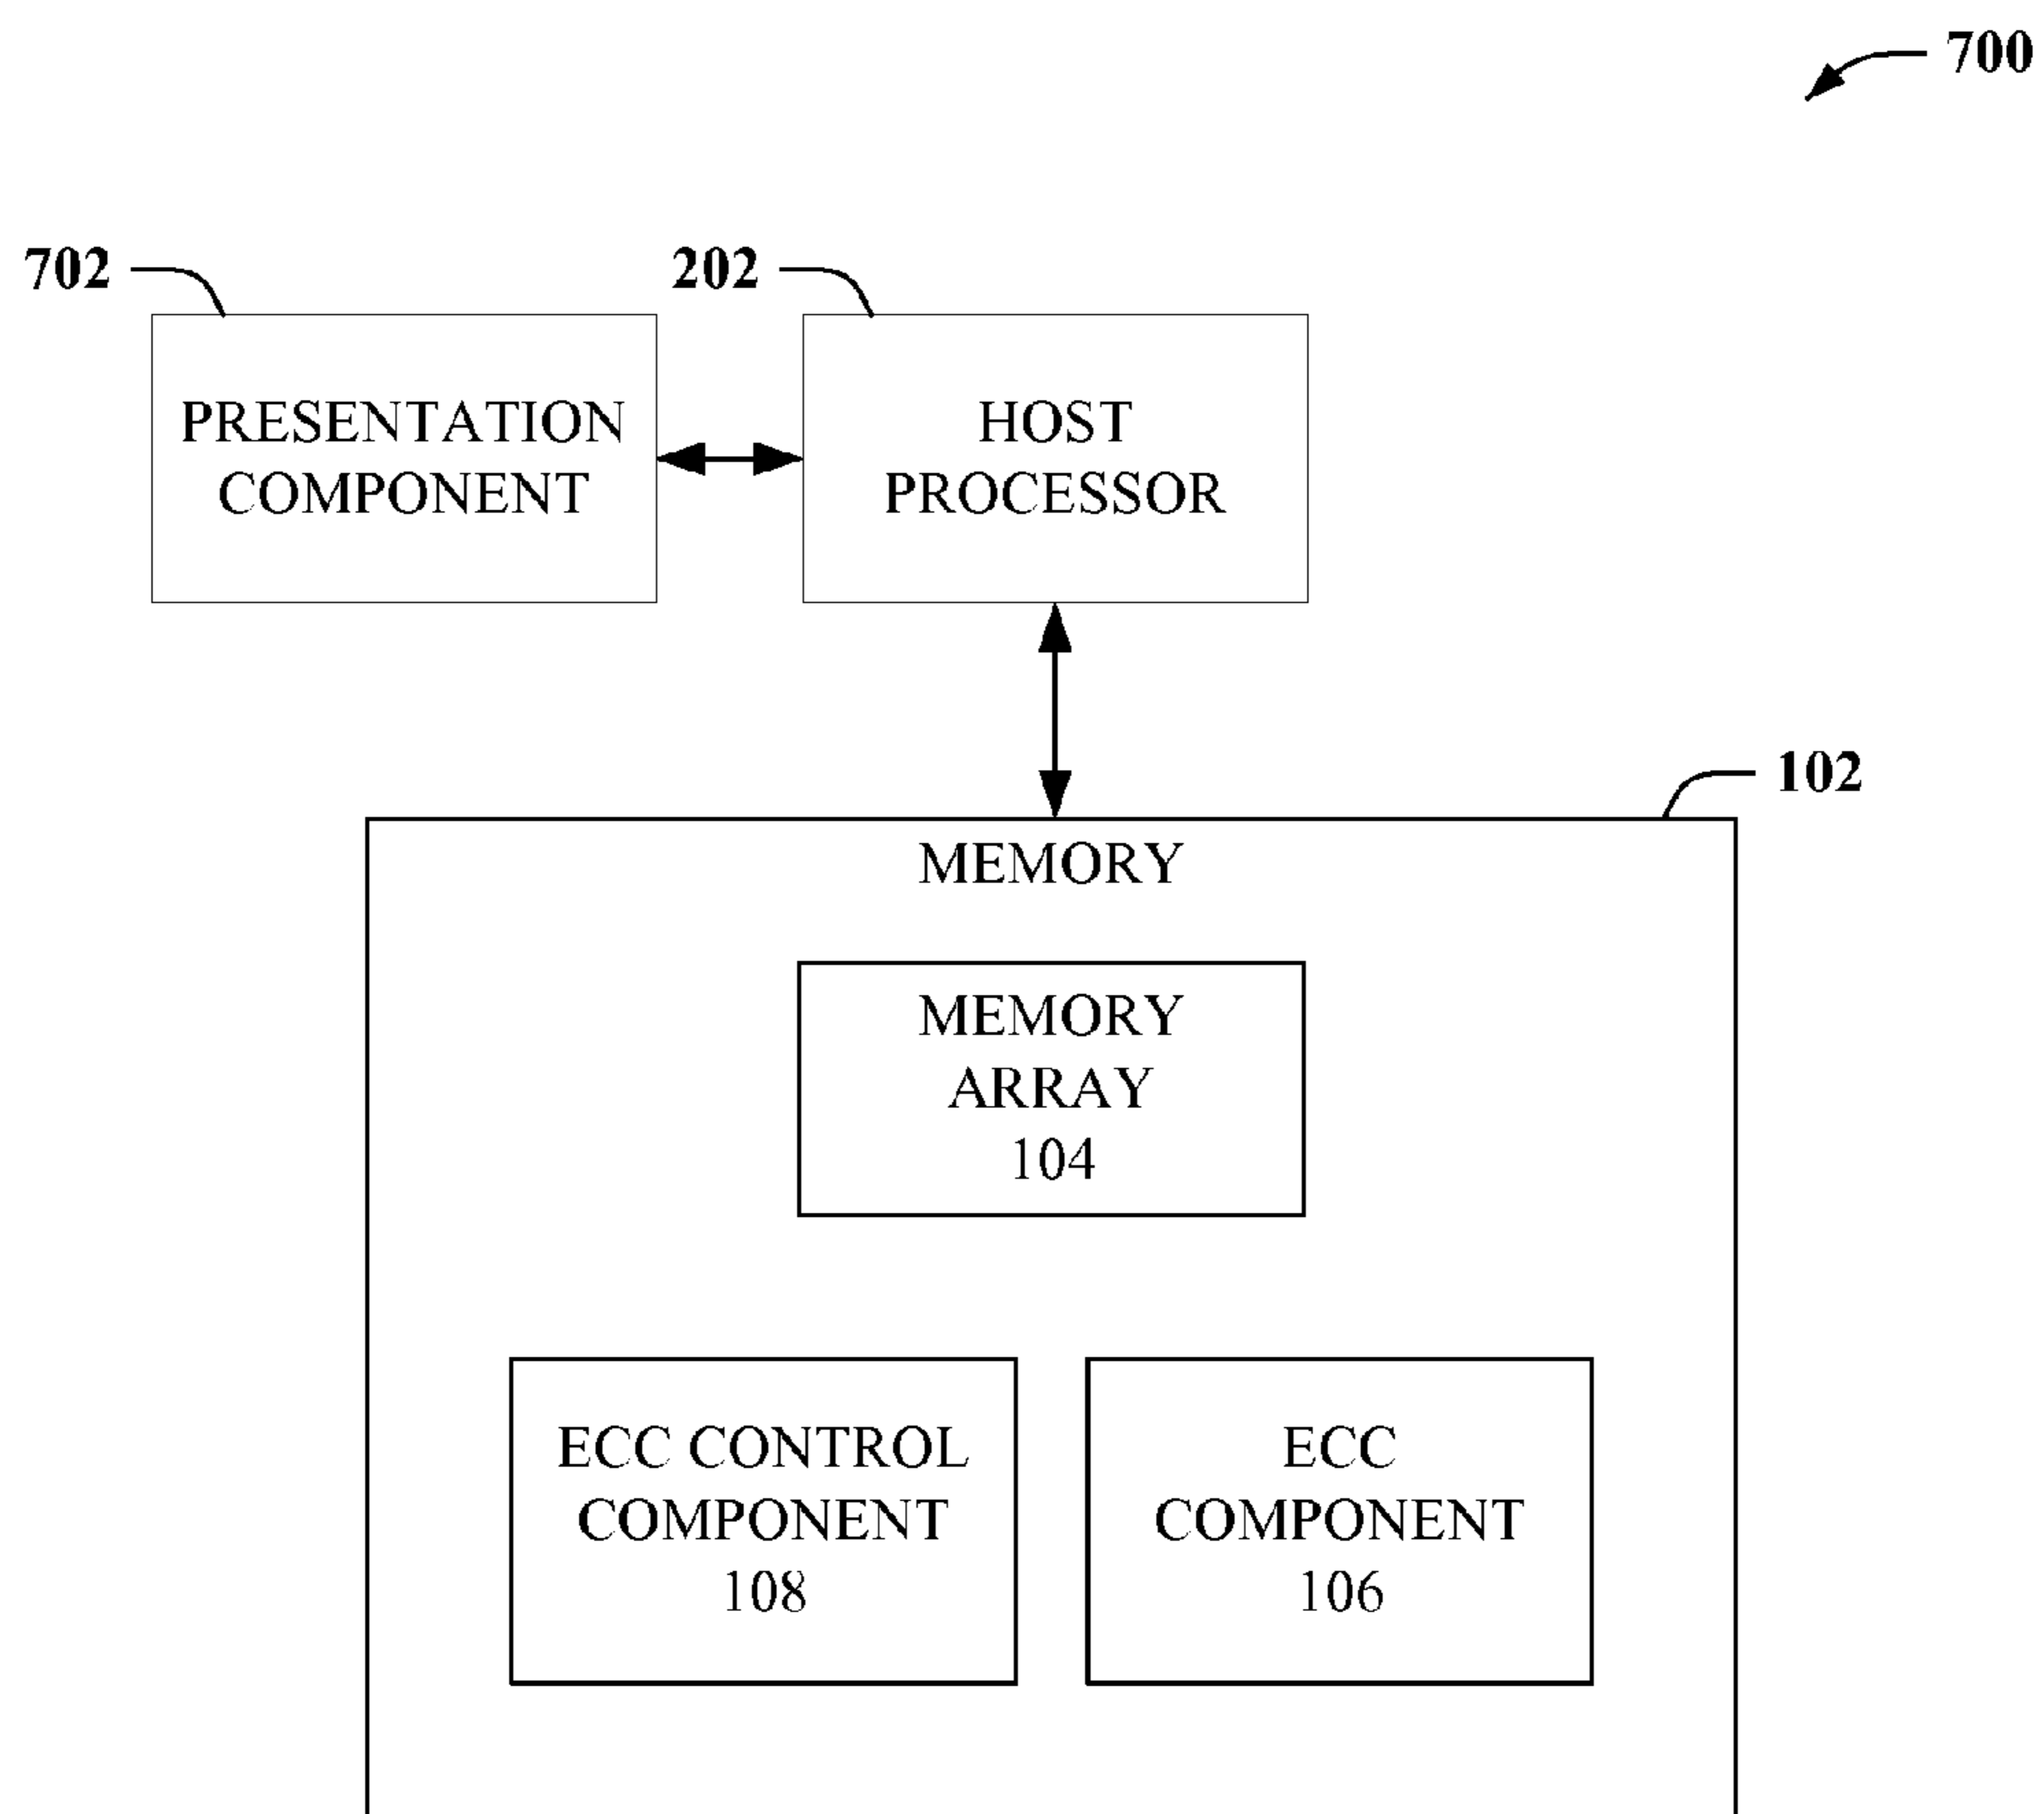 700
702
202
PRESENTATION
COMPONENT
HOST
PROCESSOR
102
MEMORY
MEMORY
ARRAY
104
ECC CONTROL
COMPONENT
108
ECC
COMPONENT
106